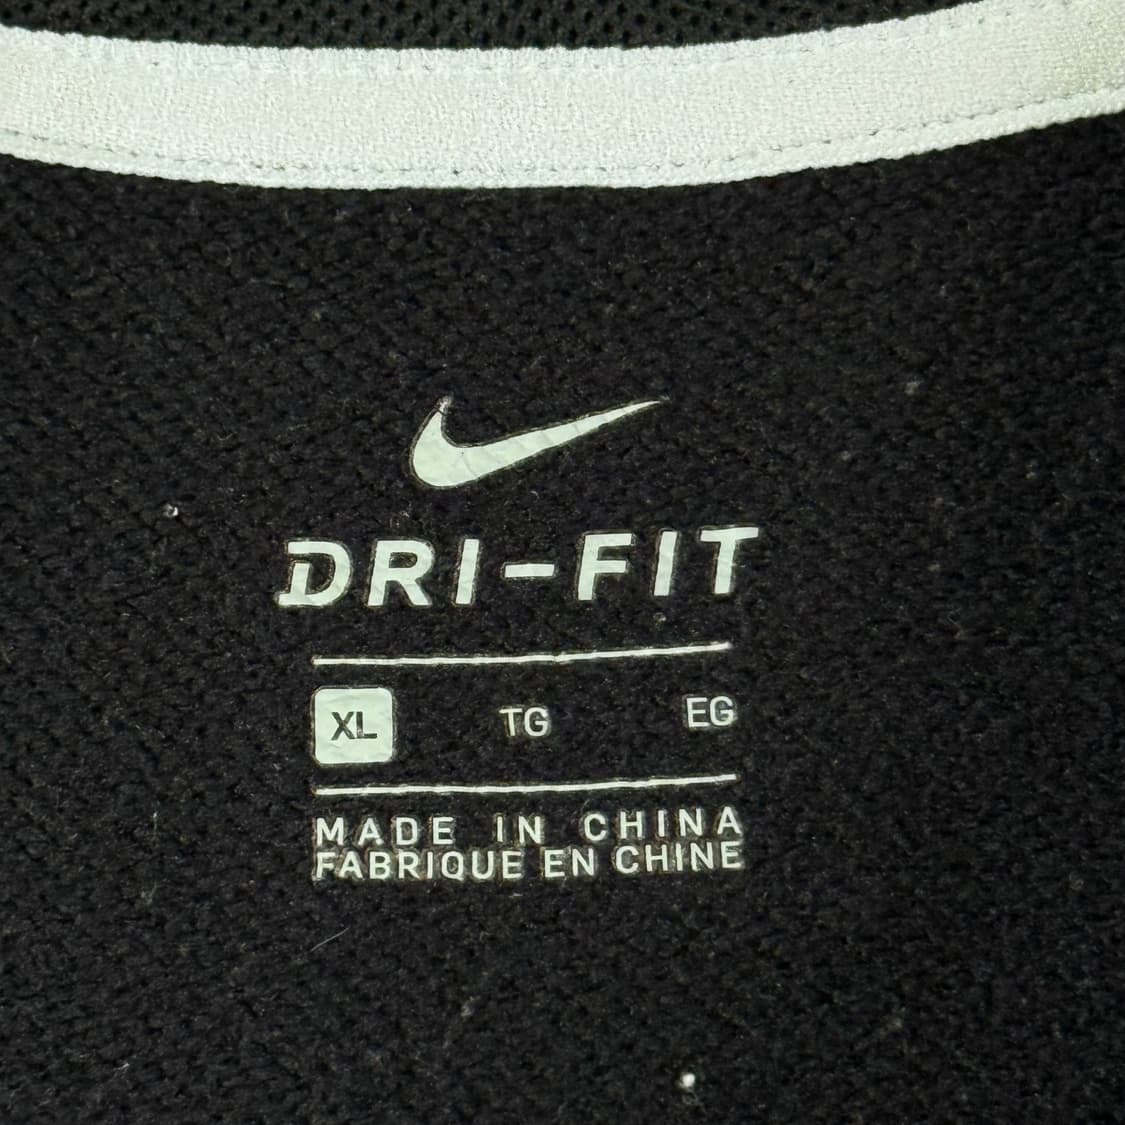 DRI-FIT
XL TG EG
MADE IN CHINA
FABRIQUE EN CHINE